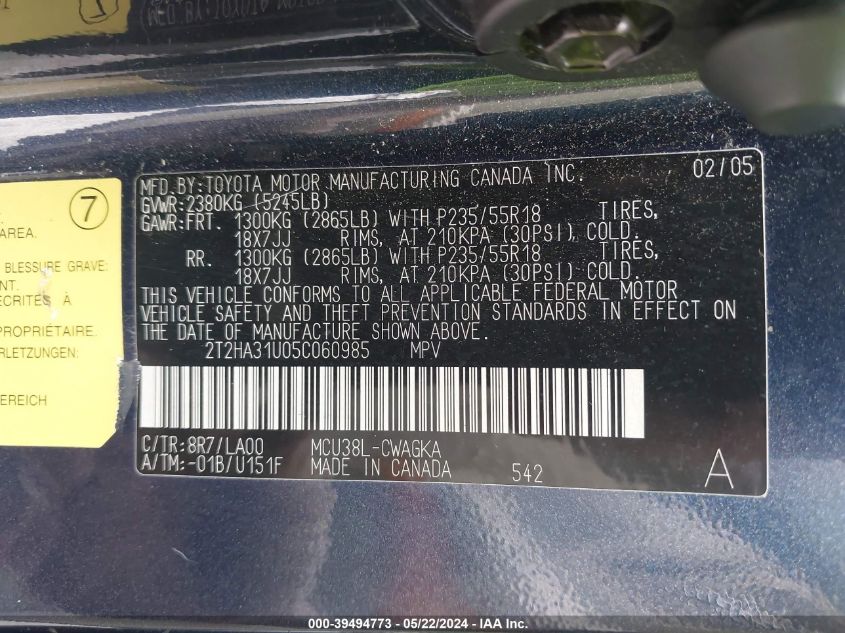 7
AREA.
BLESSURE GRAVE:
ENT.
ECRITES À
PROPRIÉTAIRE.
RLETZUNG.
BEREICH
MFD.BY:TOYOTA MOTOR MANUFACTURING CANADA INC. 02/05
GVWR:2380KG (5245LB)
GAWR:FRT. 1300KG (2865LB) WITH P235/55R18 TIRES,
18X7JJ RIMS, AT 210KPA (30PSI) COLD.
RR. 1300KG (2865LB) WITH P235/55R18 TIRES,
18X7JJ RIMS, AT 210KPA (30PSI) COLD.
THIS VEHICLE CONFORMS TO ALL APPLICABLE FEDERAL MOTOR
VEHICLE SAFETY AND THEFT PREVENTION STANDARDS IN EFFECT ON
THE DATE OF MANUFACTURE SHOWN ABOVE.
2T2HA31U05C060985 MPV
C/TR:8R7/LA00 MCU38L-CWAGKA
A/TM:-01B/U151F MADE IN CANADA 542 A
000-39494773 - 05/22/2024 - IAA Inc.